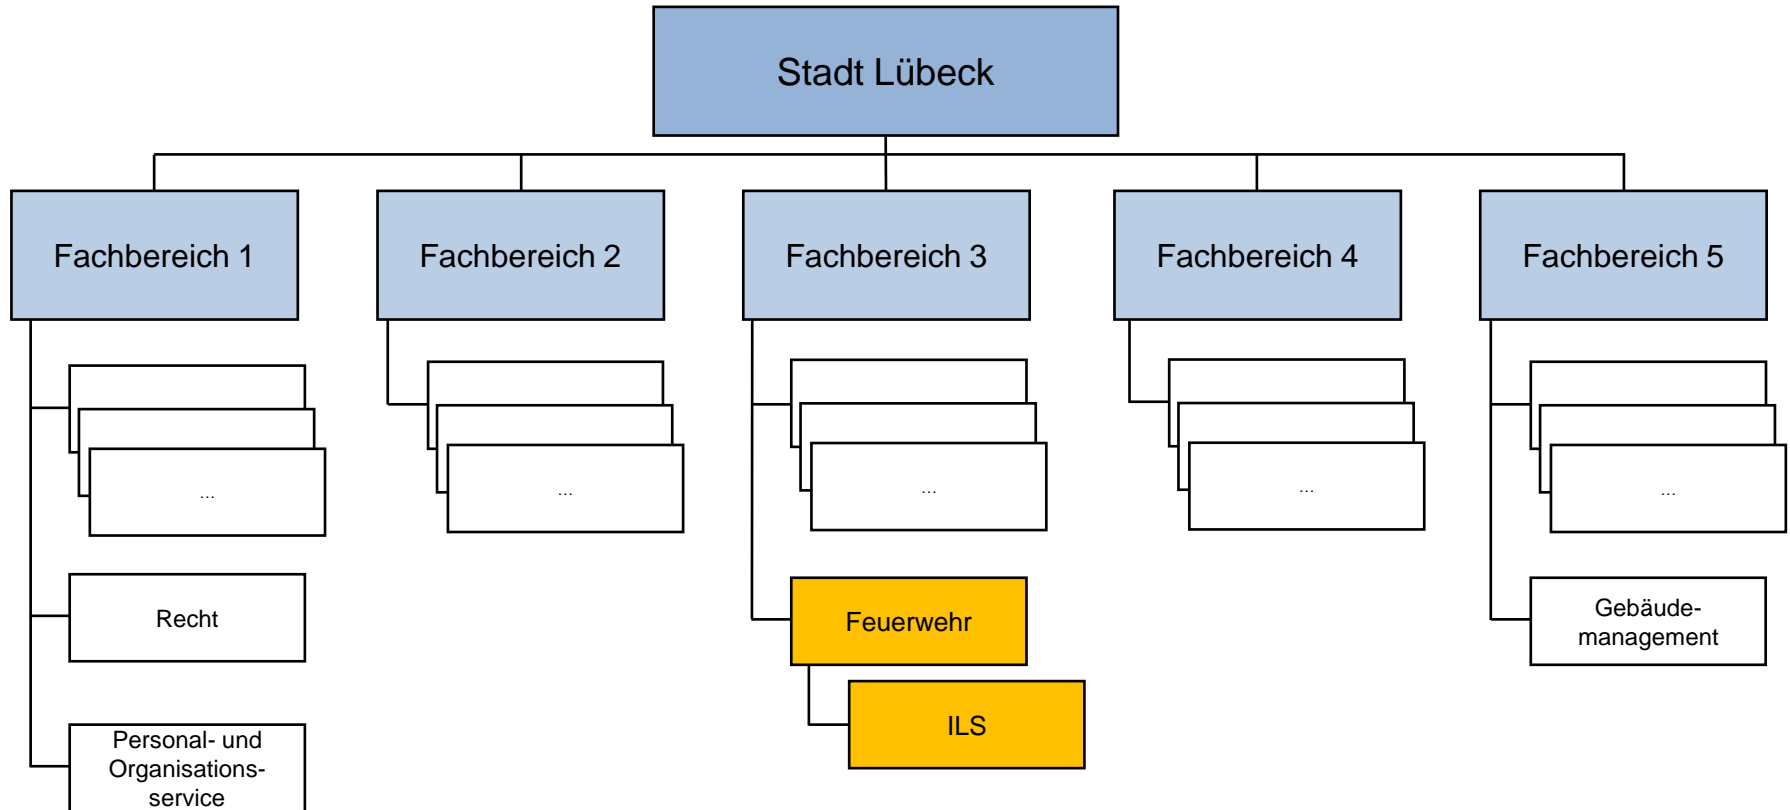 Stadt Lübeck
Fachbereich 1
Fachbereich 2
Fachbereich 3
Fachbereich 4
Fachbereich 5
...
...
...
...
...
Recht
Feuerwehr
Gebäude-
management
ILS
Personal- und
Organisations-
service